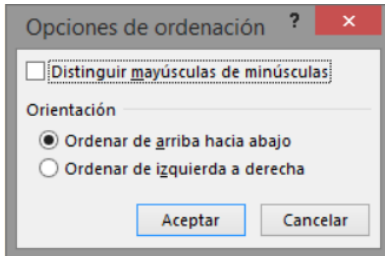 Opciones de ordenación ? ×
Distinguir mayúsculas de minúsculas
Orientación
Ordenar de arriba hacia abajo
Ordenar de izquierda a derecha
Aceptar Cancelar